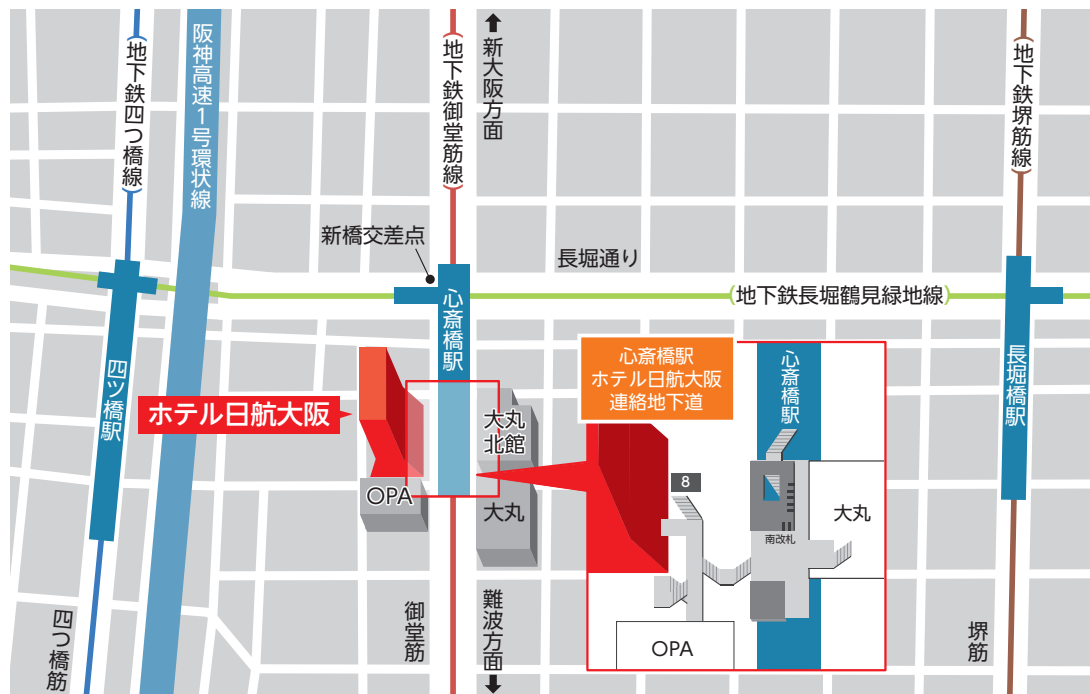 (地下鉄四つ橋線)
阪神高速1号環状線
(地下鉄御堂筋線)
新大阪方面
(地下鉄堺筋線)
新橋交差点
長堀通り
(地下鉄長堀鶴見緑地線)
心斎橋駅
四ツ橋駅
長堀橋駅
ホテル日航大阪
大丸
北館
OPA
大丸
心斎橋駅
ホテル日航大阪
連絡地下道
心斎橋駅
8
大丸
南改札
OPA
四つ橋筋
御堂筋
難波方面
堺筋